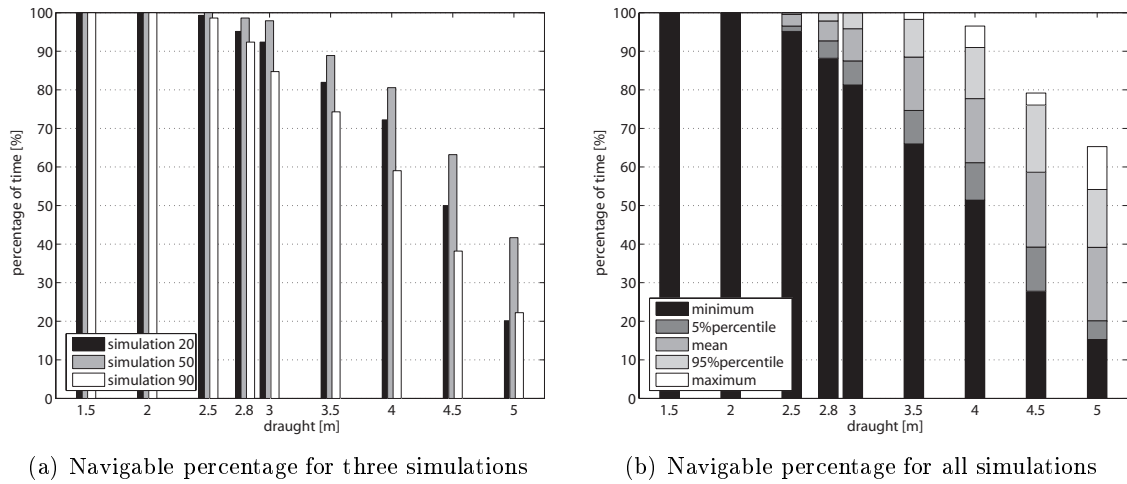 100
90
80
70
60
50
40
30
20
10
0
percentage of time [%]
simulation 20
simulation 50
simulation 90
1.5 2 2.5 2.8 3 3.5 4 4.5 5
draught [m]
(a) Navigable percentage for three simulations
100
90
80
70
60
50
40
30
20
10
0
percentage of time [%]
minimum
5%percentile
mean
95%percentile
maximum
1.5 2 2.5 2.8 3 3.5 4 4.5 5
draught [m]
(b) Navigable percentage for all simulations